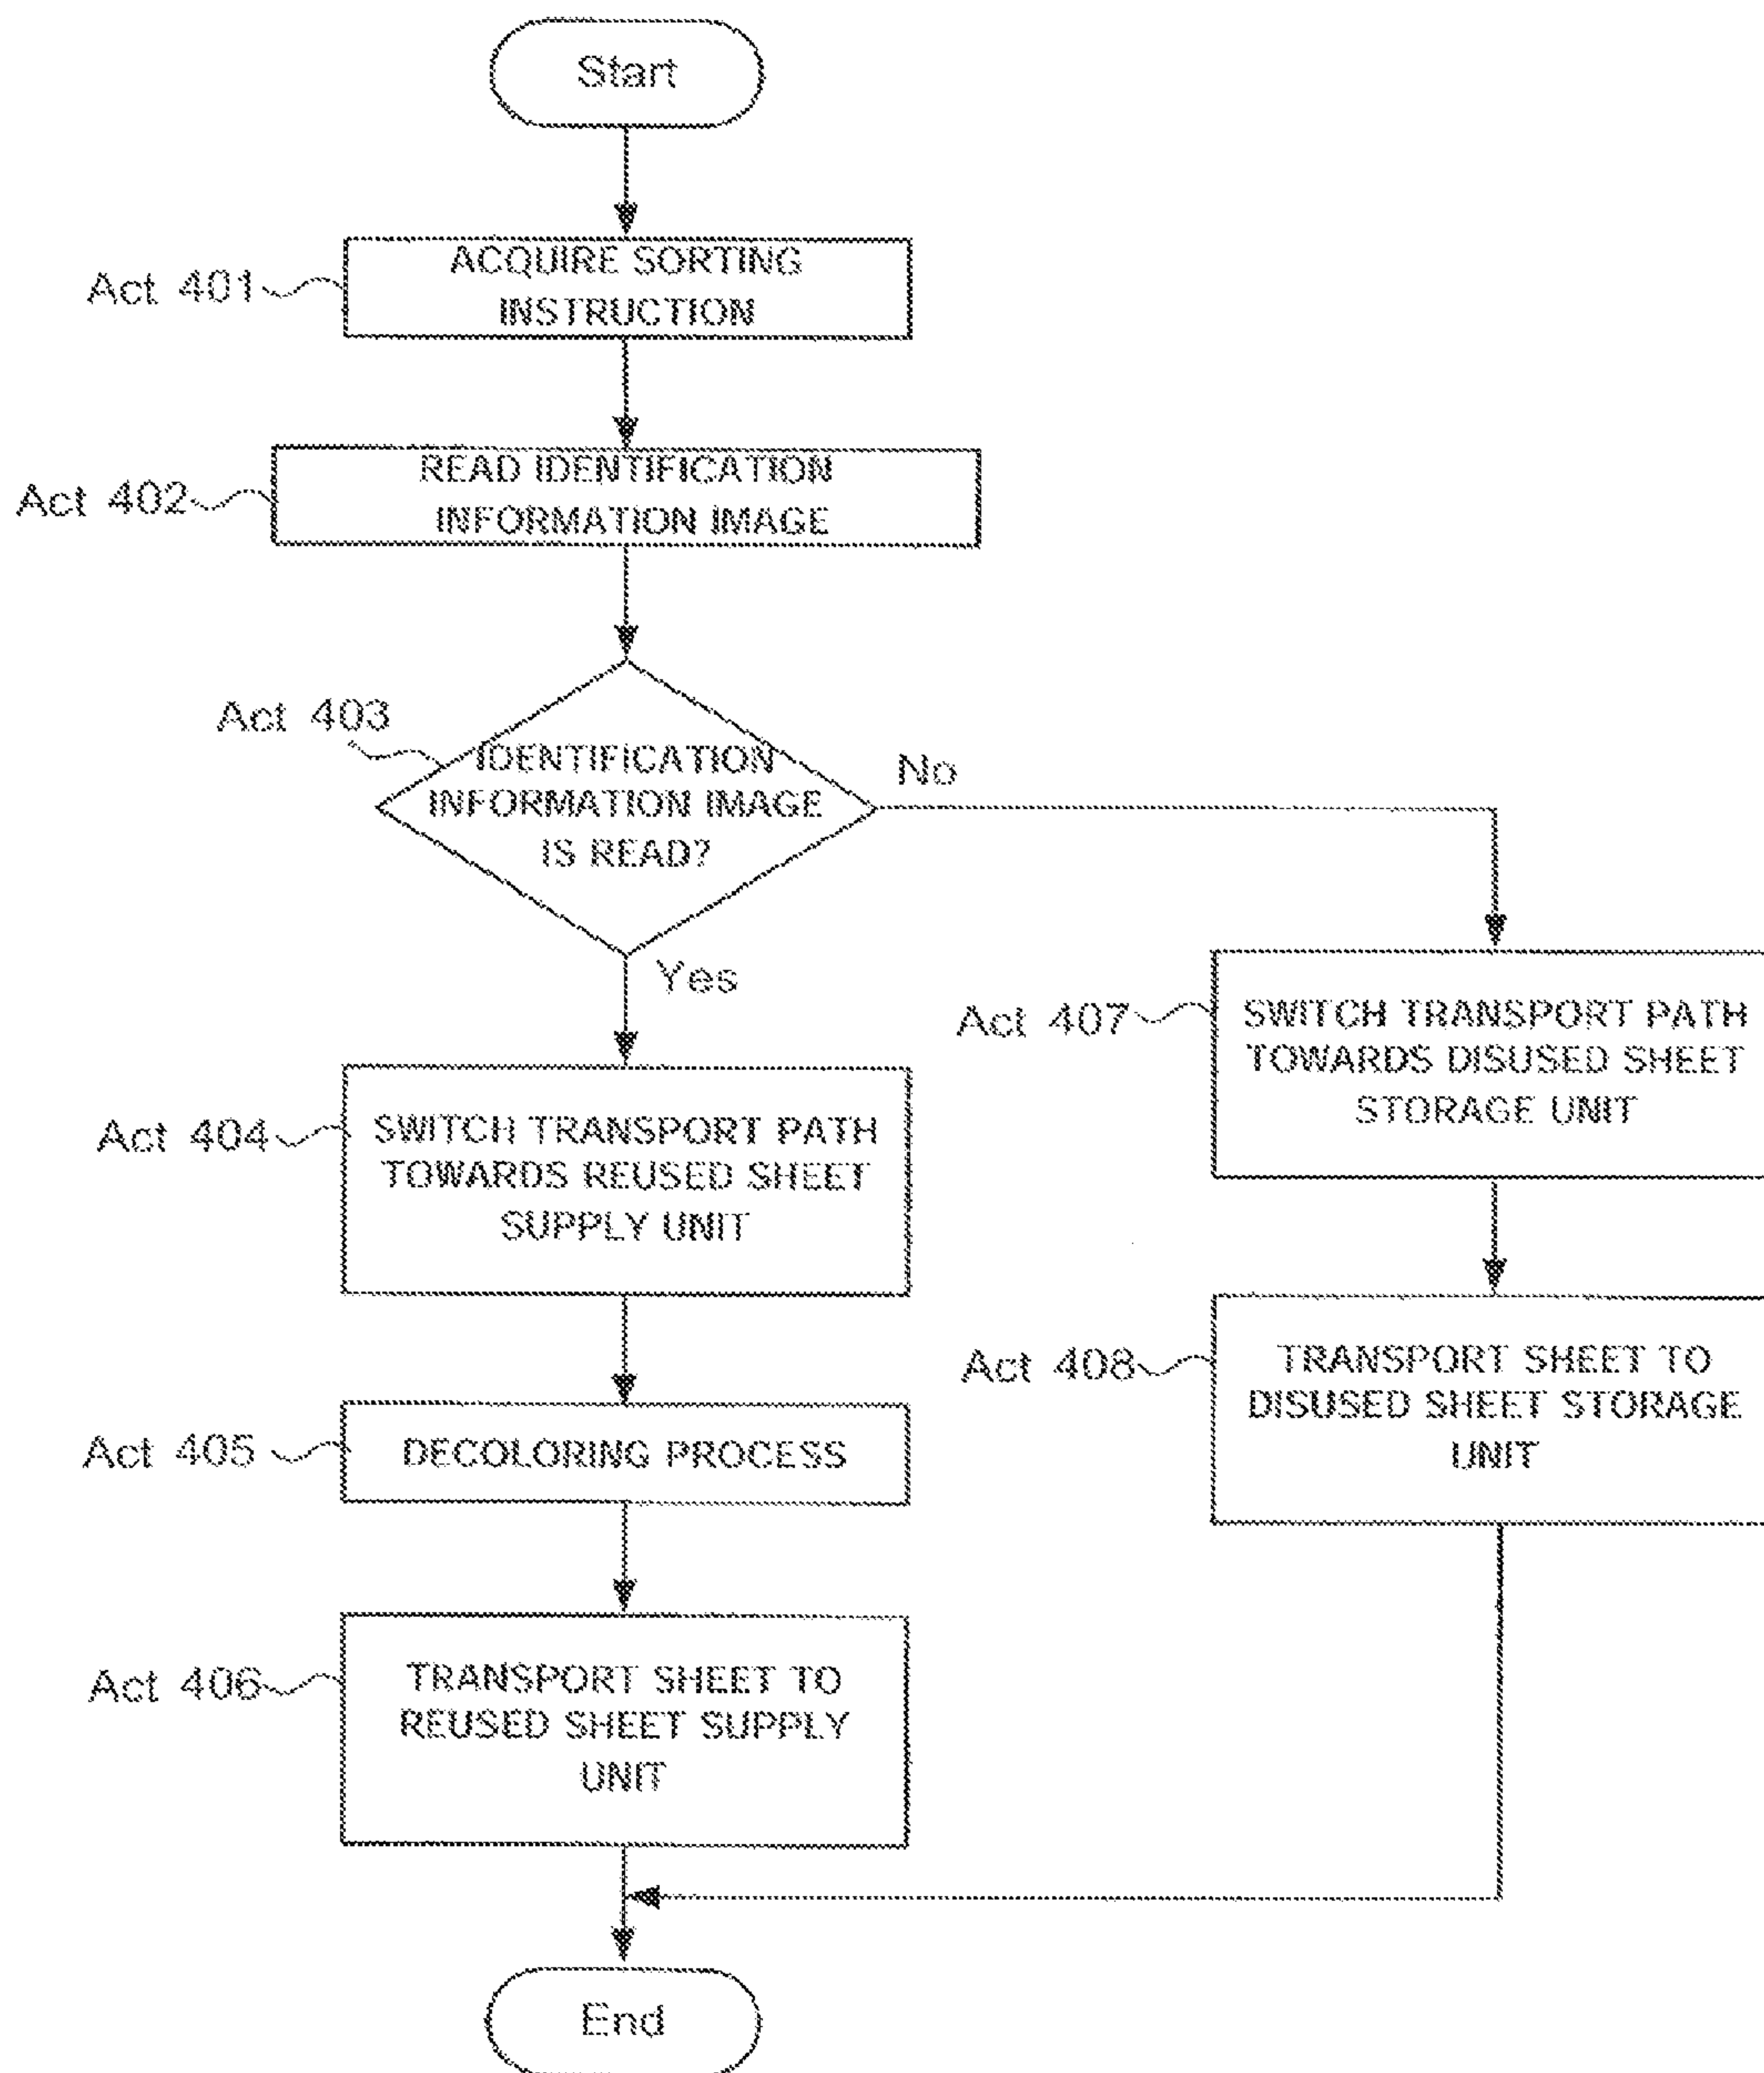 Start
Act 401
ACQUIRE SORTING
INSTRUCTION
Act 402
READ IDENTIFICATION
INFORMATION IMAGE
Act 403
IDENTIFICATION
INFORMATION IMAGE
IS READ?
No
Yes
Act 404
SWITCH TRANSPORT PATH
TOWARDS REUSED SHEET
SUPPLY UNIT
Act 405
DECOLORING PROCESS
Act 406
TRANSPORT SHEET TO
REUSED SHEET SUPPLY
UNIT
Act 407
SWITCH TRANSPORT PATH
TOWARDS DISUSED SHEET
STORAGE UNIT
Act 408
TRANSPORT SHEET TO
DISUSED SHEET STORAGE
UNIT
End